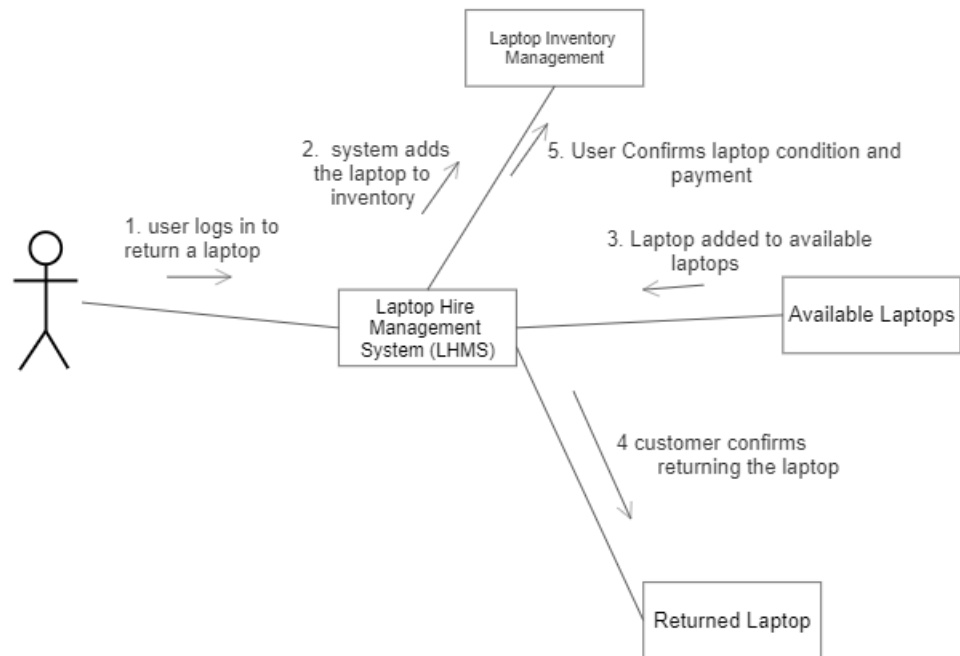 Laptop Inventory
Management
2.  system adds
the laptop to
inventory
5. User Confirms laptop condition and
payment
1. user logs in to
return a laptop
3. Laptop added to available
laptops
Laptop Hire
Management
System (LHMS)
Available Laptops
4 customer confirms
returning the laptop
Returned Laptop